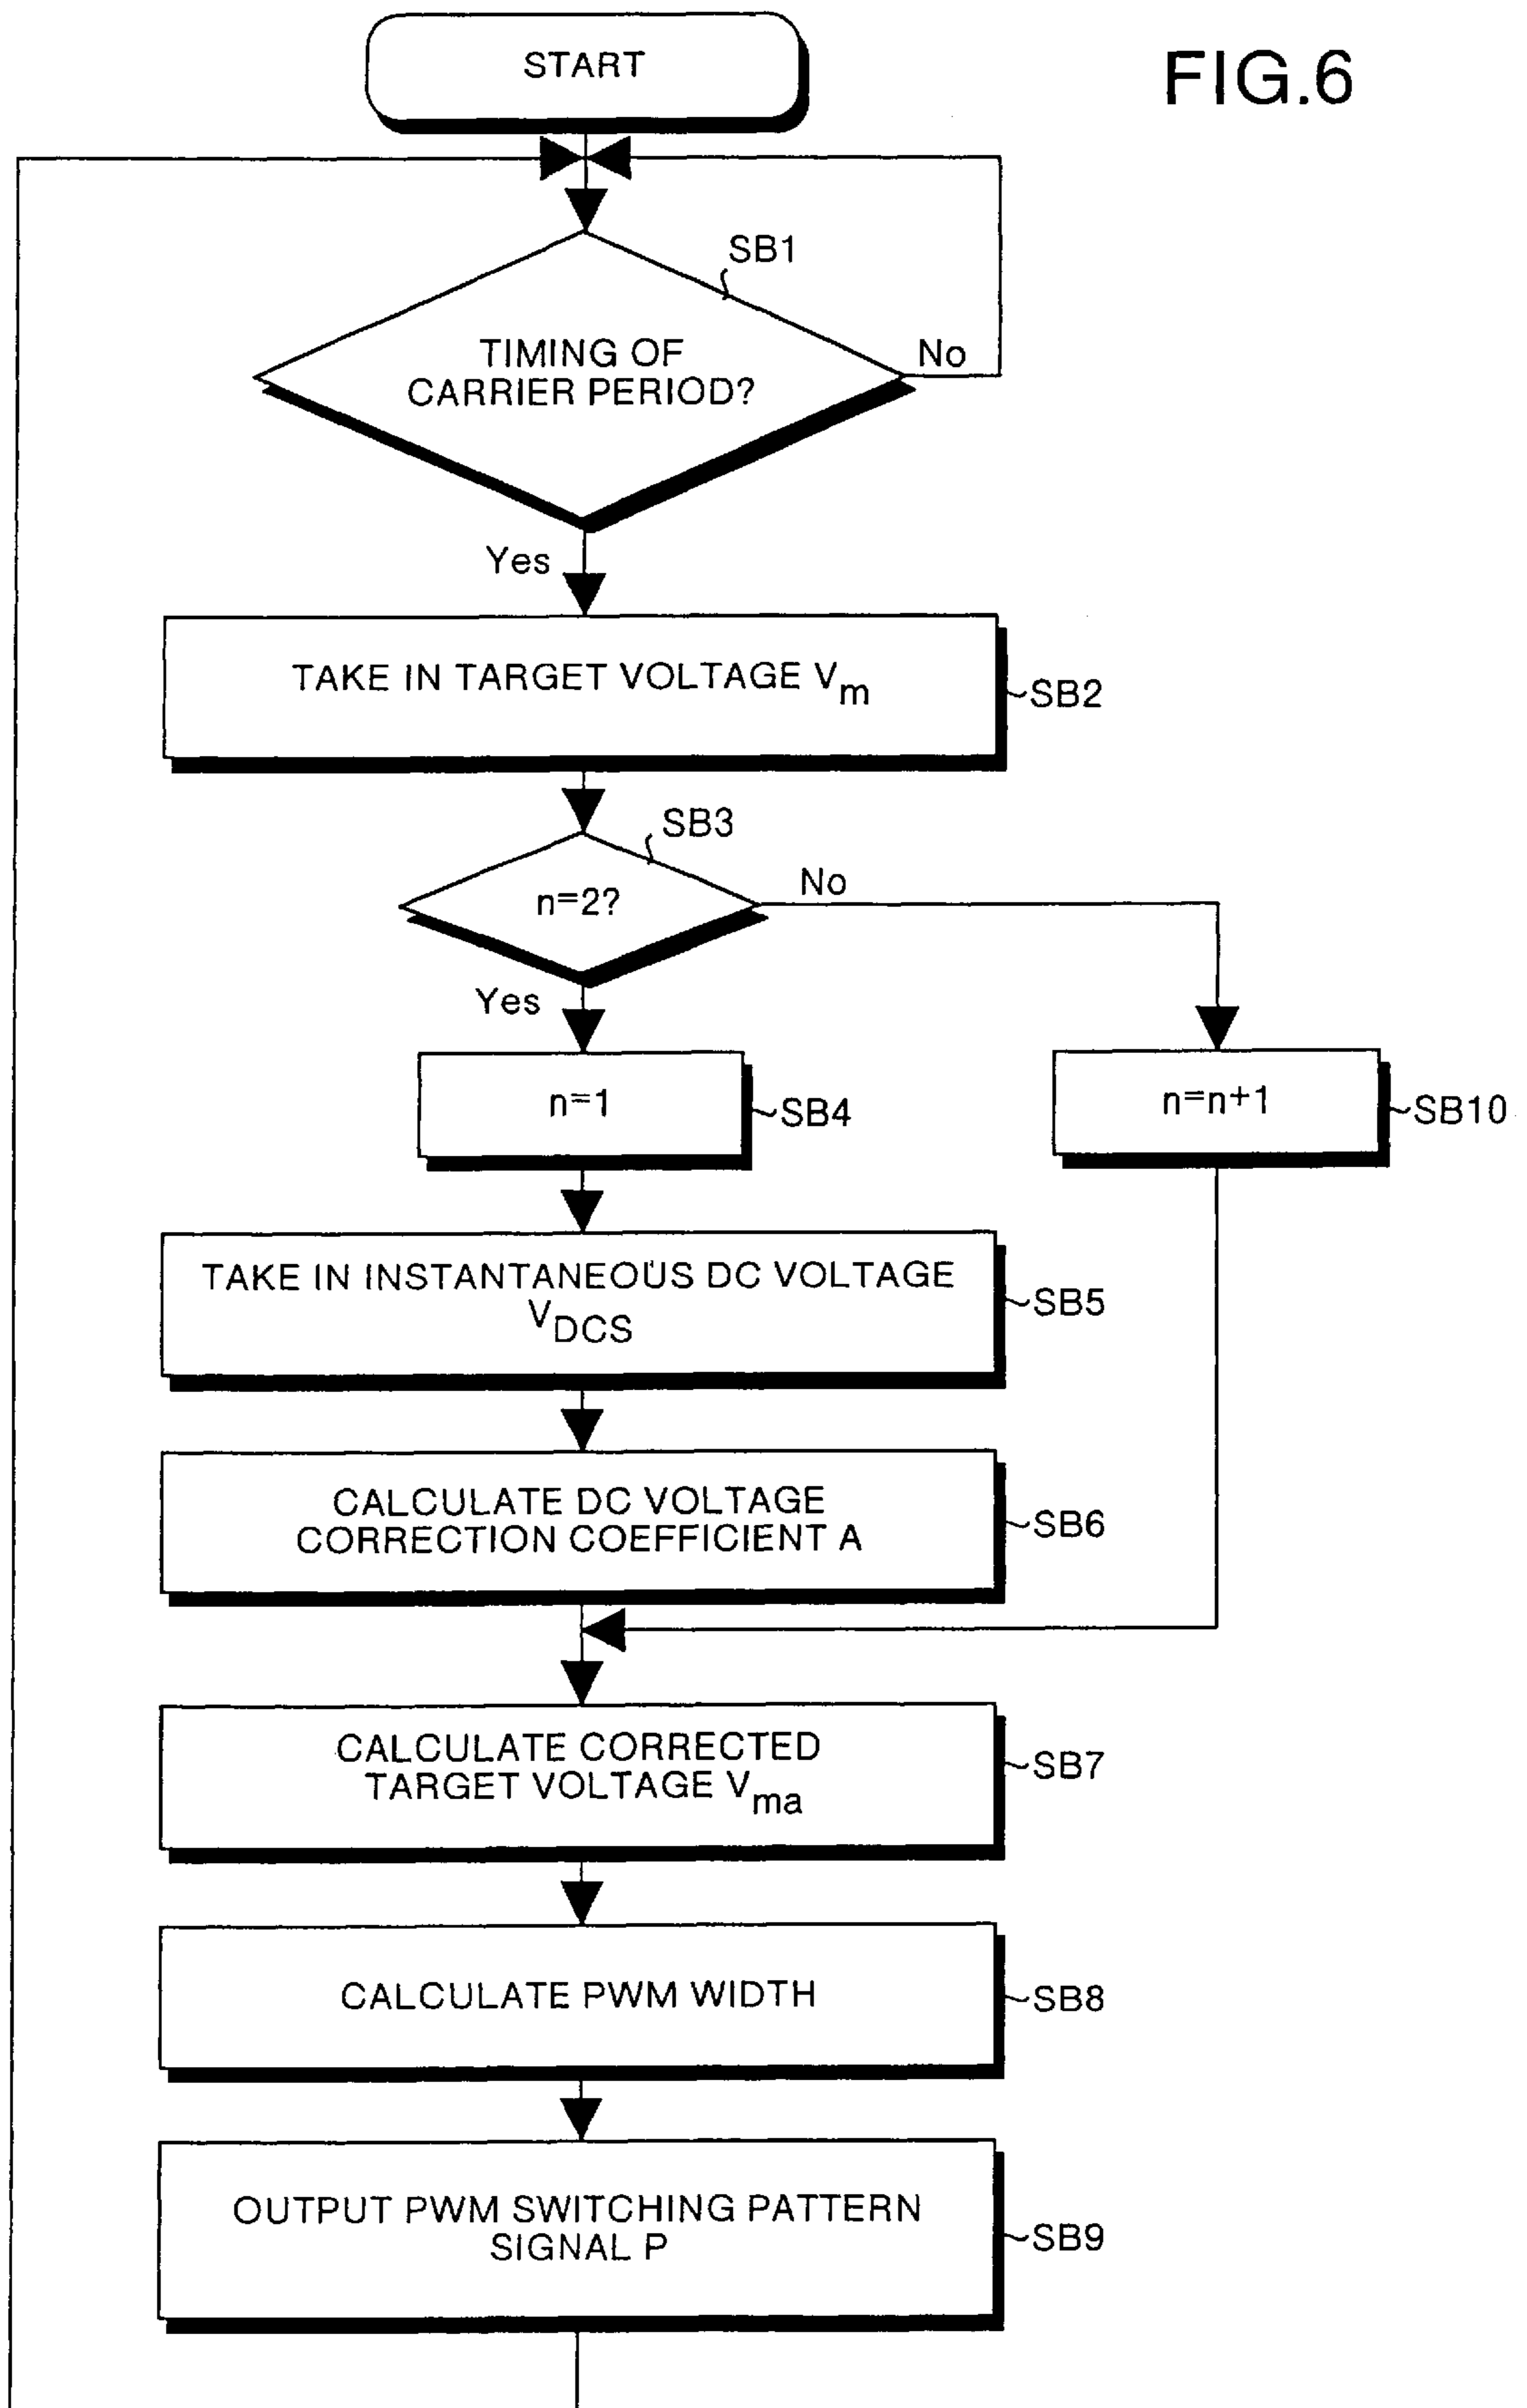 FIG.6
START
SB1
TIMING OF
CARRIER PERIOD?
No
Yes
TAKE IN TARGET VOLTAGE Vm
SB2
SB3
n=2?
No
Yes
n=1
SB4
n=n+1
SB10
TAKE IN INSTANTANEOUS DC VOLTAGE
VDCS
SB5
CALCULATE DC VOLTAGE
CORRECTION COEFFICIENT A
SB6
CALCULATE CORRECTED
TARGET VOLTAGE Vma
SB7
CALCULATE PWM WIDTH
SB8
OUTPUT PWM SWITCHING PATTERN
SIGNAL P
SB9